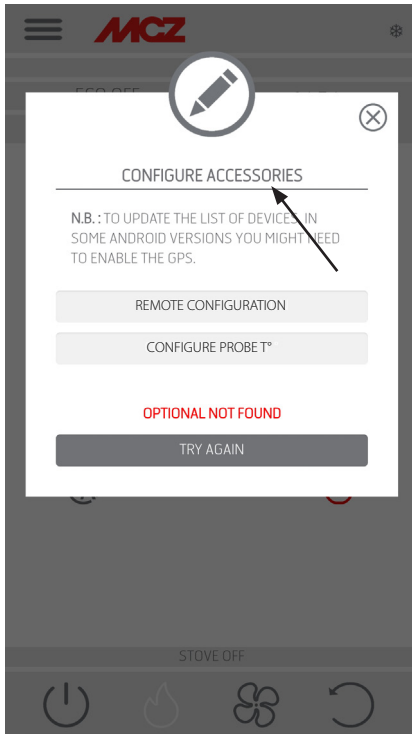 MCZ
CONFIGURE ACCESSORIES
N.B. : TO UPDATE THE LIST OF DEVICES, IN
SOME ANDROID VERSIONS YOU MIGHT NEED
TO ENABLE THE GPS.
REMOTE CONFIGURATION
CONFIGURE PROBE T°
OPTIONAL NOT FOUND
TRY AGAIN
STOVE OFF